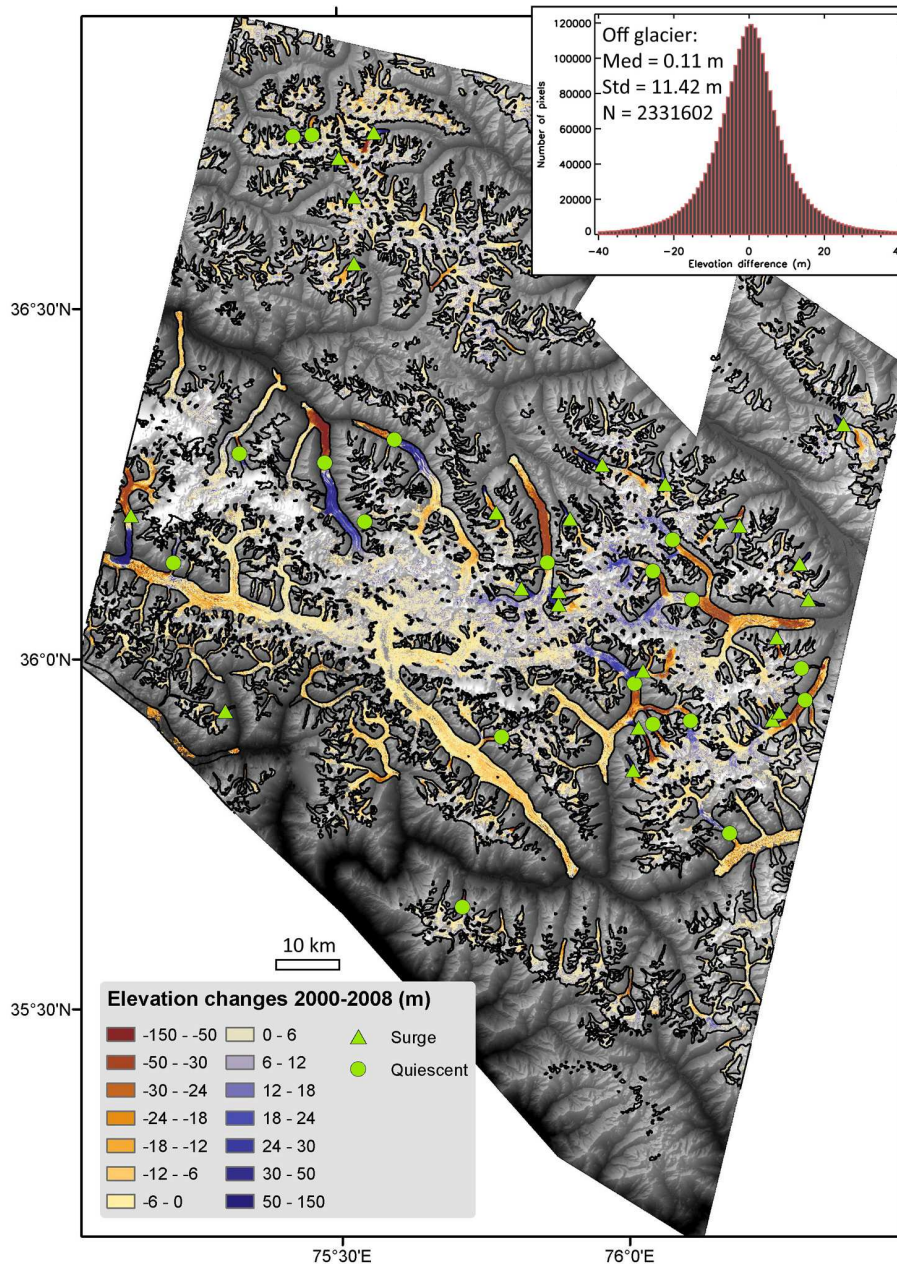 120000
100000
80000
60000
40000
20000
0
Number of pixels
Off glacier:
Med = 0.11 m
Std = 11.42 m
N = 2331602
-40 -20 0 20
Elevation difference (m)
36°30'N
36°0'N
35°30'N
10 km
Elevation changes 2000-2008 (m)
-150 - -50
-50 - -30
-30 - -24
-24 - -18
-18 - -12
-12 - -6
-6 - 0
0 - 6
6 - 12
12 - 18
18 - 24
24 - 30
30 - 50
50 - 150
Surge
Quiescent
75°30'E 76°0'E